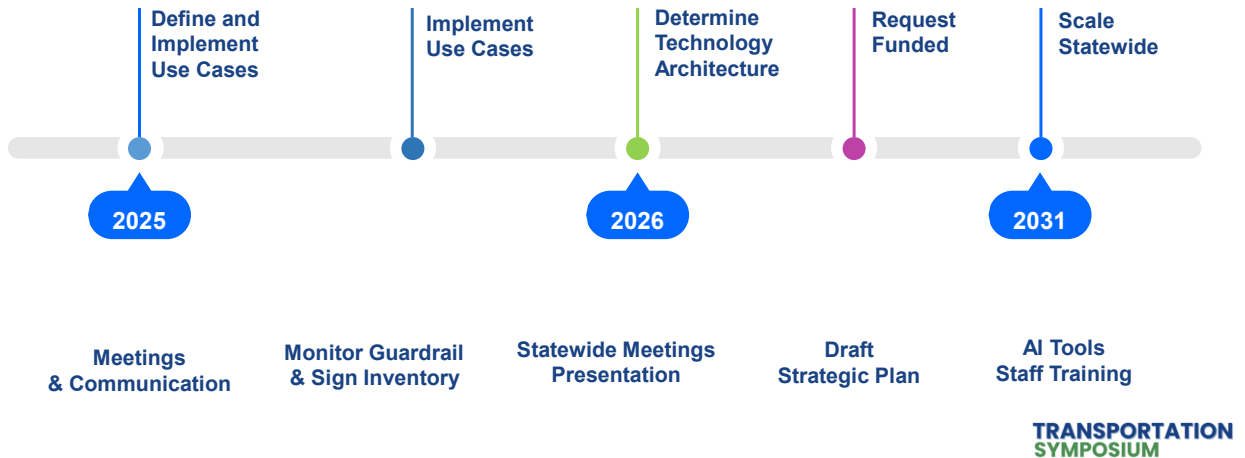 Define and
Implement
Use Cases
Implement
Use Cases
Determine
Technology
Architecture
Request
Funded
Scale
Statewide
2025
2026
2031
Meetings
& Communication
Monitor Guardrail
& Sign Inventory
Statewide Meetings
Presentation
Draft
Strategic Plan
AI Tools
Staff Training
TRANSPORTATION
SYMPOSIUM